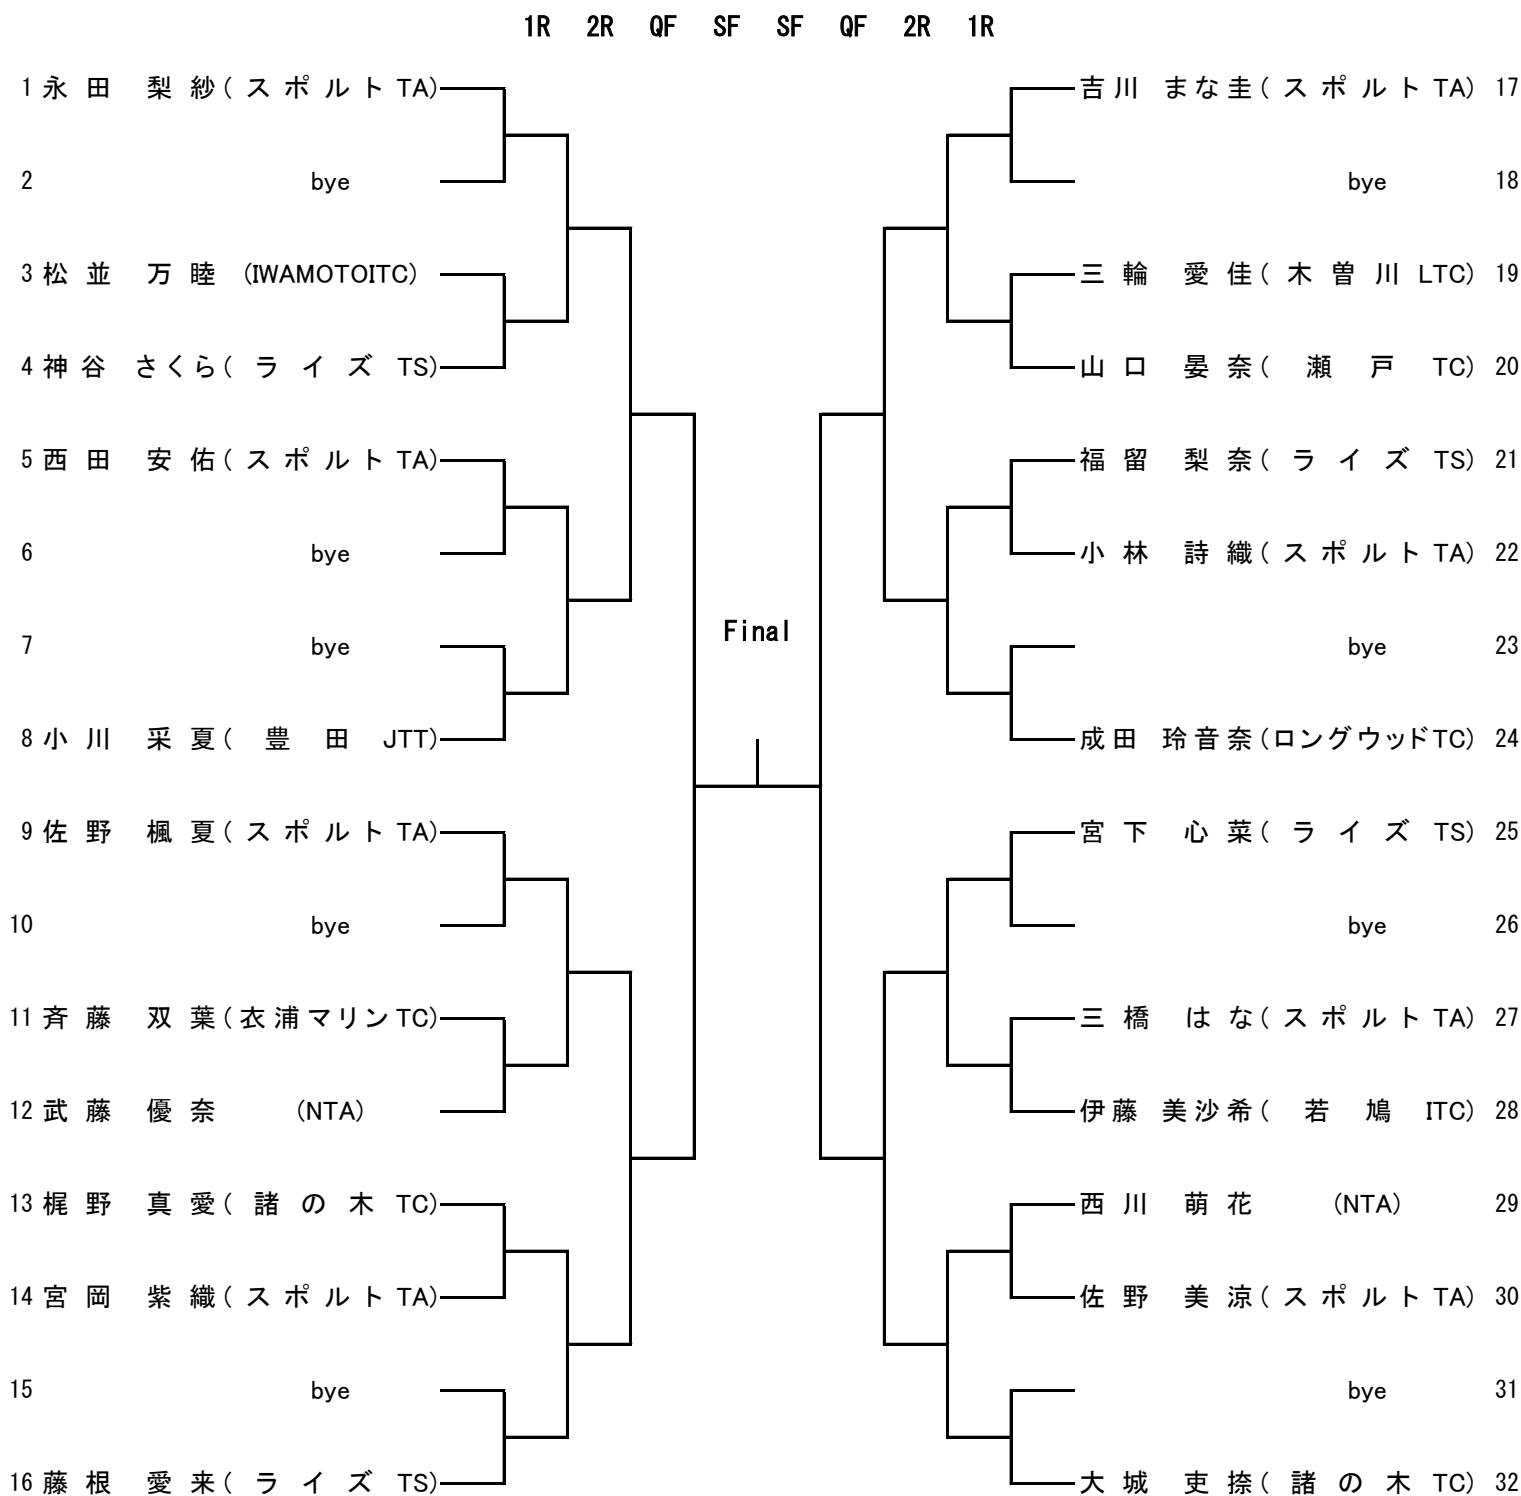 1R 2R QF SF SF QF 2R 1R
1 永田 梨紗(スポルトTA)
2 bye
3 松並 万睦 (IWAMOTOITC)
4 神谷 さくら(ライズTS)
5 西田 安佑(スポルトTA)
6 bye
7 bye
8 小川 采夏(豊田JTT)
9 佐野 楓夏(スポルトTA)
10 bye
11 斉藤 双葉(衣浦マリンTC)
12 武藤 優奈 (NTA)
13 梶野 真愛(諸の木TC)
14 宮岡 紫織(スポルトTA)
15 bye
16 藤根 愛来(ライズTS)
Final
吉川 まな圭(スポルトTA) 17
bye 18
三輪 愛佳(木曽川LTC) 19
山口 晏奈(瀬戸TC) 20
福留 梨奈(ライズTS) 21
小林 詩織(スポルトTA) 22
bye 23
成田 玲音奈(ロングウッドTC) 24
宮下 心菜(ライズTS) 25
bye 26
三橋 はな(スポルトTA) 27
伊藤 美沙希(若鳩ITC) 28
西川 萌花 (NTA) 29
佐野 美涼(スポルトTA) 30
bye 31
大城 吏捺(諸の木TC) 32